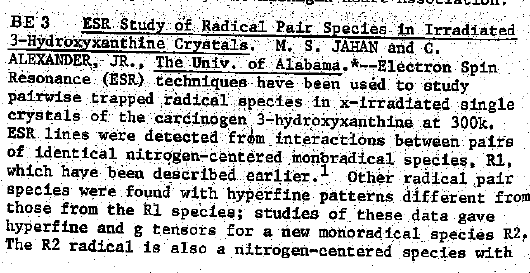 BE 3 ESR Study of Radical Pair Species in Irradiated
3-Hydroxyxanthine Crystals. M. S. JAHAN and C.
ALEXANDER, JR., The Univ. of Alabama.*--Electron Spin
Resonance (ESR) techniques have been used to study
pairwise trapped radical species in x-irradiated single
crystals of the carcinogen 3-hydroxyxanthine at 300k.
ESR lines were detected from interactions between pairs
of identical nitrogen-centered monoradical species, R1,
which have been described earlier.1 Other radical pair
species were found with hyperfine patterns different from
those from the R1 species; studies of these data gave
hyperfine and g tensors for a new monoradical species R2.
The R2 radical is also a nitrogen-centered species with